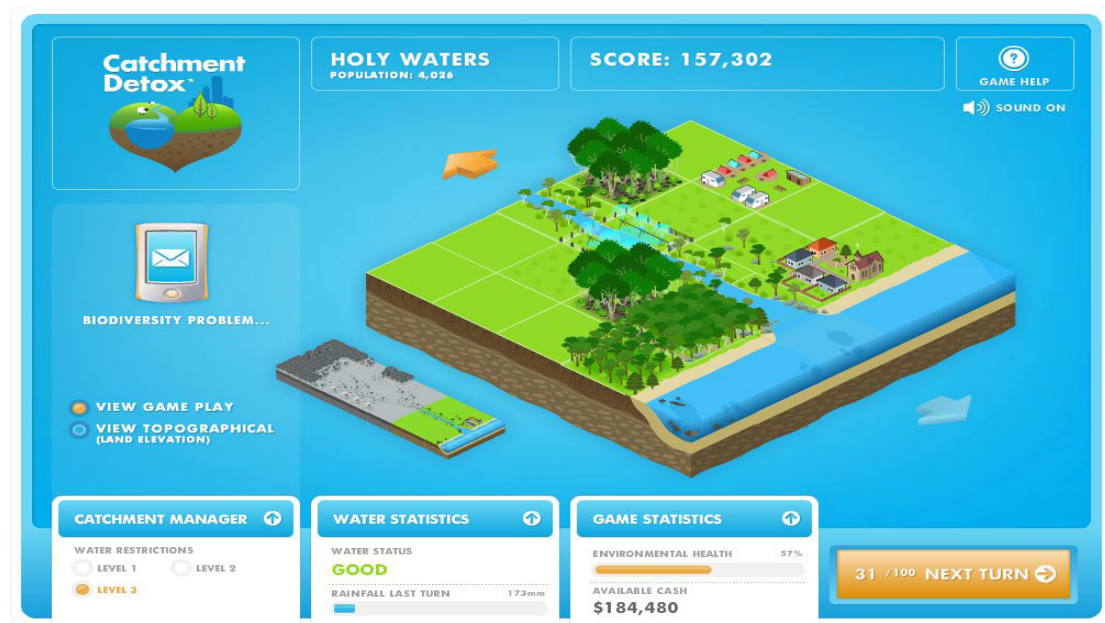 Catchment
Detox™
HOLY WATERS
POPULATION: 4,026
SCORE: 157,302
?
GAME HELP
SOUND ON
BIODIVERSITY PROBLEM...
VIEW GAME PLAY
VIEW TOPOGRAPHICAL
(LAND ELEVATION)
CATCHMENT MANAGER
WATER RESTRICTIONS
LEVEL 1 LEVEL 2
LEVEL 3
WATER STATISTICS
WATER STATUS
GOOD
RAINFALL LAST TURN 173mm
GAME STATISTICS
ENVIRONMENTAL HEALTH 57%
AVAILABLE CASH
$184,480
31 /100 NEXT TURN